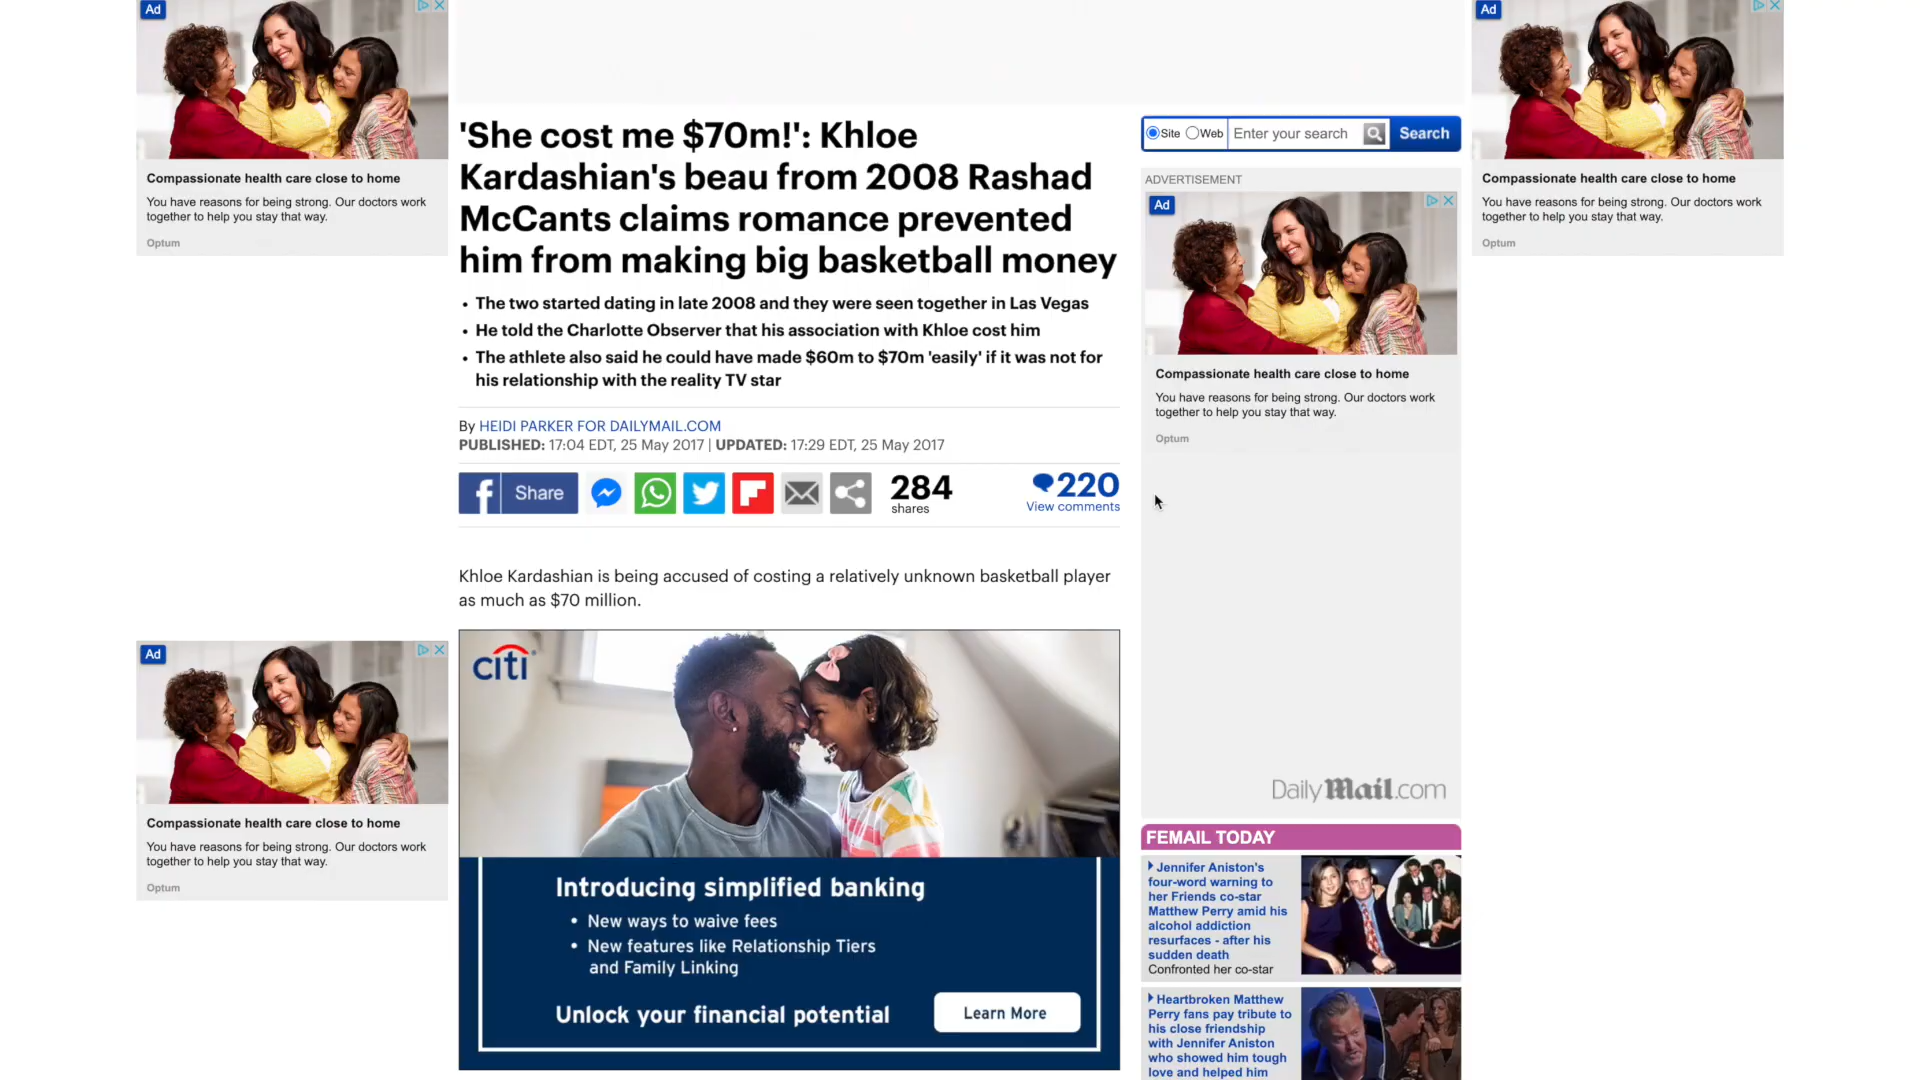 Ad
Compassionate health care close to home
You have reasons for being strong. Our doctors work
together to help you stay that way.
Optum
'She cost me $70m!': Khloe
Kardashian's beau from 2008 Rashad
McCants claims romance prevented
him from making big basketball money
• The two started dating in late 2008 and they were seen together in Las Vegas
• He told the Charlotte Observer that his association with Khloe cost him
• The athlete also said he could have made $60m to $70m 'easily' if it was not for
his relationship with the reality TV star
By HEIDI PARKER FOR DAILYMAIL.COM
PUBLISHED: 17:04 EDT, 25 May 2017 | UPDATED: 17:29 EDT, 25 May 2017
Share
284
shares
220
View comments
Khloe Kardashian is being accused of costing a relatively unknown basketball player
as much as $70 million.
Ad
Compassionate health care close to home
You have reasons for being strong. Our doctors work
together to help you stay that way.
Optum
citi
Introducing simplified banking
• New ways to waive fees
• New features like Relationship Tiers
and Family Linking
Unlock your financial potential
Learn More
Site Web Enter your search Search
ADVERTISEMENT
Ad
Compassionate health care close to home
You have reasons for being strong. Our doctors work
together to help you stay that way.
Optum
DailyMail.com
FEMAIL TODAY
Jennifer Aniston's
four-word warning to
her Friends co-star
Matthew Perry amid his
alcohol addiction
resurfaces - after his
sudden death
Confronted her co-star
Heartbroken Matthew
Perry fans pay tribute to
his close friendship
with Jennifer Aniston
who showed him tough
love and helped him
Ad
Compassionate health care close to home
You have reasons for being strong. Our doctors work
together to help you stay that way.
Optum